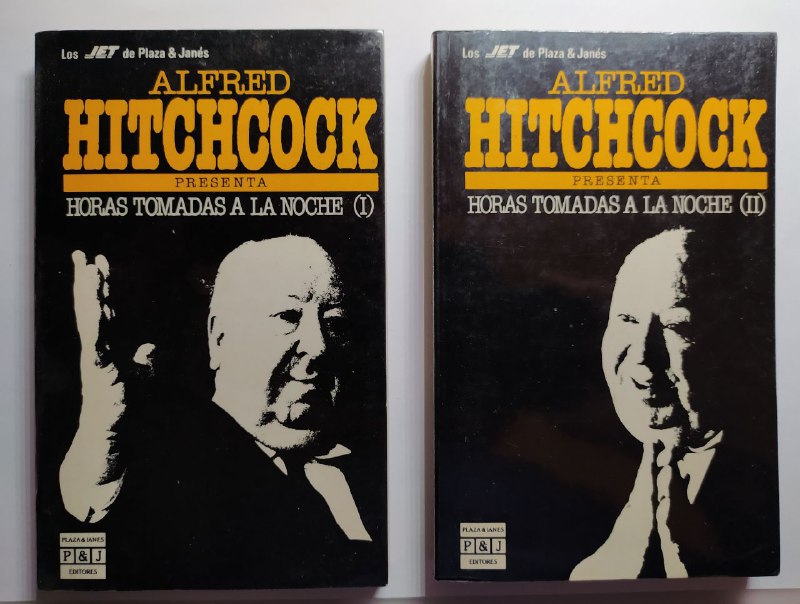 Los JET de Plaza & Janés
ALFRED
HITCHCOCK
PRESENTA
HORAS TOMADAS A LA NOCHE (I)
PLAZA & JANES
P & J
EDITORES
Los JET de Plaza & Janés
ALFRED
HITCHCOCK
PRESENTA
HORAS TOMADAS A LA NOCHE (II)
PLAZA & JANES
P & J
EDITORES